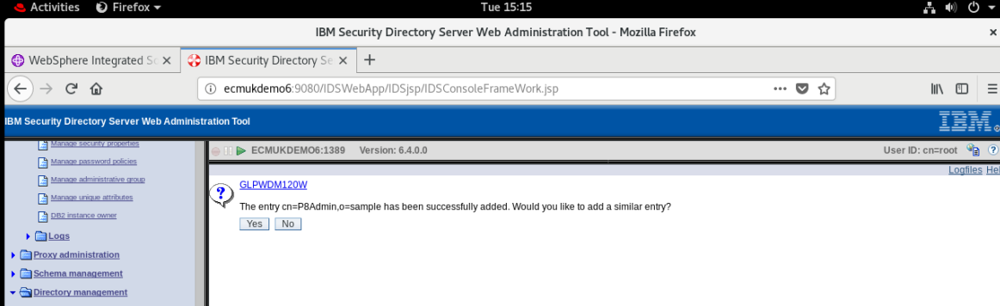 Activities Firefox Tue 15:15
IBM Security Directory Server Web Administration Tool - Mozilla Firefox
WebSphere Integrated So IBM Security Directory Se
ecmukdemo6:9080/IDSWebApp/IDSjsp/IDSConsoleFrameWork.jsp
IBM Security Directory Server Web Administration Tool IBM
Manage security properties
ECMUKDEMO6:1389 Version: 6.4.0.0 User ID: cn=root
Manage password policies
Logfiles Hel
Manage administrative group
GLPWDM120W
Manage unique attributes
The entry cn=P8Admin,o=sample has been successfully added. Would you like to add a similar entry?
DB2 instance owner
Yes No
Logs
Proxy administration
Schema management
Directory management